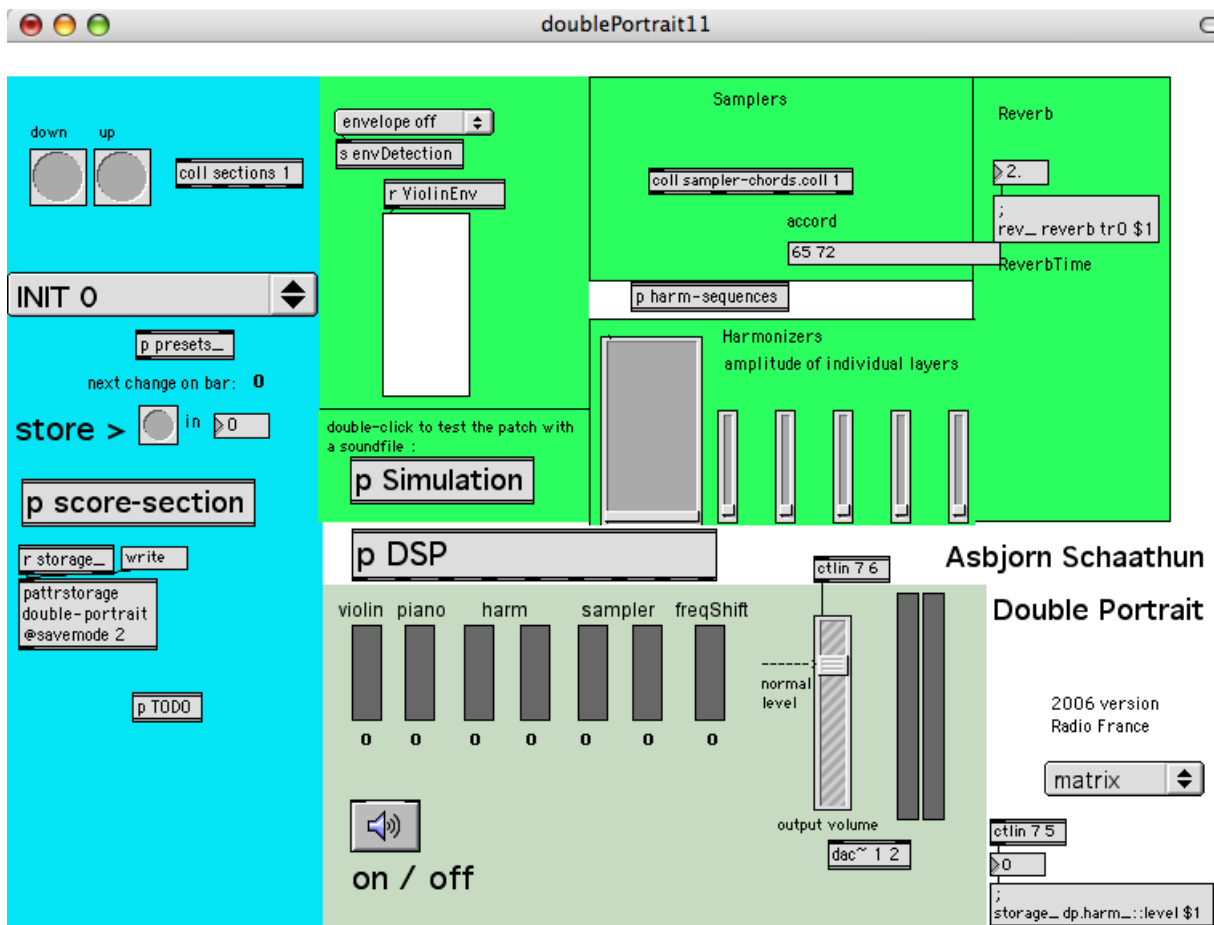 doublePortrait11
down
up
coll sections 1
INIT 0
p presets_
next change on bar: 0
store >
in
0
p score-section
r storage_
write
pattrstorage
double-portrait
@savemode 2
p TODO
envelope off
s envDetection
r ViolinEnv
double-click to test the patch with
a soundfile :
p Simulation
Samplers
coll sampler-chords.coll 1
accord
65 72
p harm-sequences
Harmonizers
amplitude of individual layers
Reverb
2.
;
rev_ reverb tr0 $1
ReverbTime
p DSP
violin piano harm sampler freqShift
0 0 0 0 0 0 0
on / off
ctlin 7 6
normal
level
output volume
dac~ 1 2
Asbjorn Schaathun
Double Portrait
2006 version
Radio France
matrix
ctlin 7 5
0
;
storage_ dp.harm_::level $1